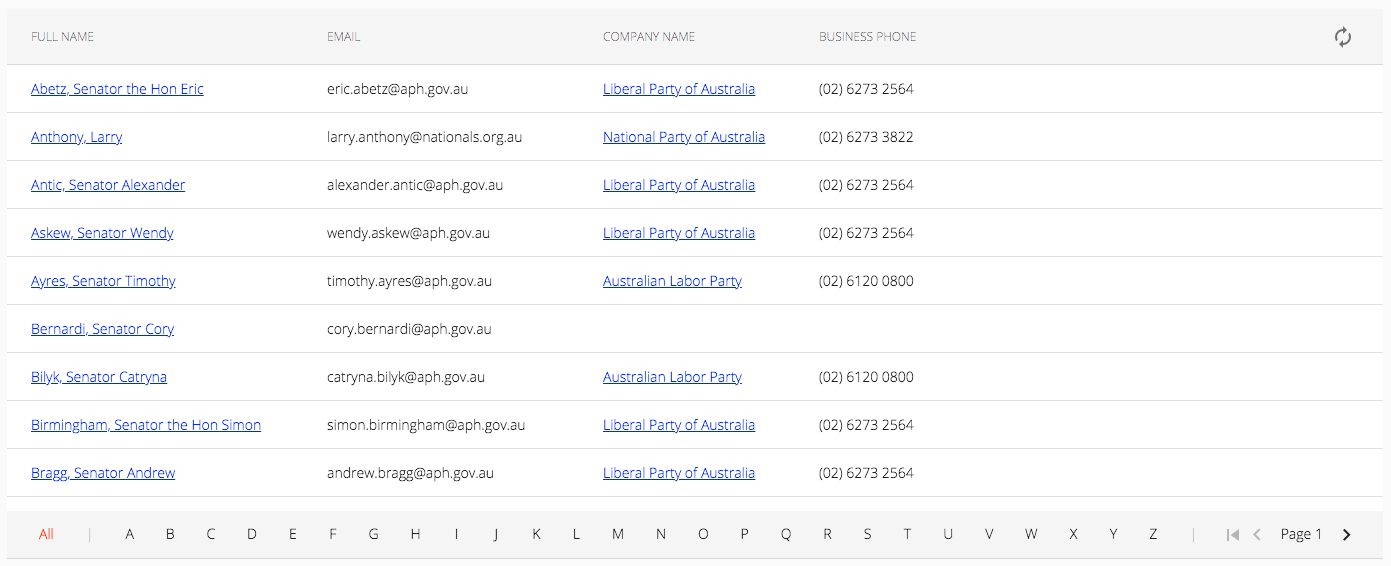 FULL NAME EMAIL COMPANY NAME BUSINESS PHONE
Abetz, Senator the Hon Eric eric.abetz@aph.gov.au Liberal Party of Australia (02) 6273 2564
Anthony, Larry larry.anthony@nationals.org.au National Party of Australia (02) 6273 3822
Antic, Senator Alexander alexander.antic@aph.gov.au Liberal Party of Australia (02) 6273 2564
Askew, Senator Wendy wendy.askew@aph.gov.au Liberal Party of Australia (02) 6273 2564
Ayres, Senator Timothy timothy.ayres@aph.gov.au Australian Labor Party (02) 6120 0800
Bernardi, Senator Cory cory.bernardi@aph.gov.au
Bilyk, Senator Catryna catryna.bilyk@aph.gov.au Australian Labor Party (02) 6120 0800
Birmingham, Senator the Hon Simon simon.birmingham@aph.gov.au Liberal Party of Australia (02) 6273 2564
Bragg, Senator Andrew andrew.bragg@aph.gov.au Liberal Party of Australia (02) 6273 2564
All | A B C D E F G H I J K L M N O P Q R S T U V W X Y Z | Page 1